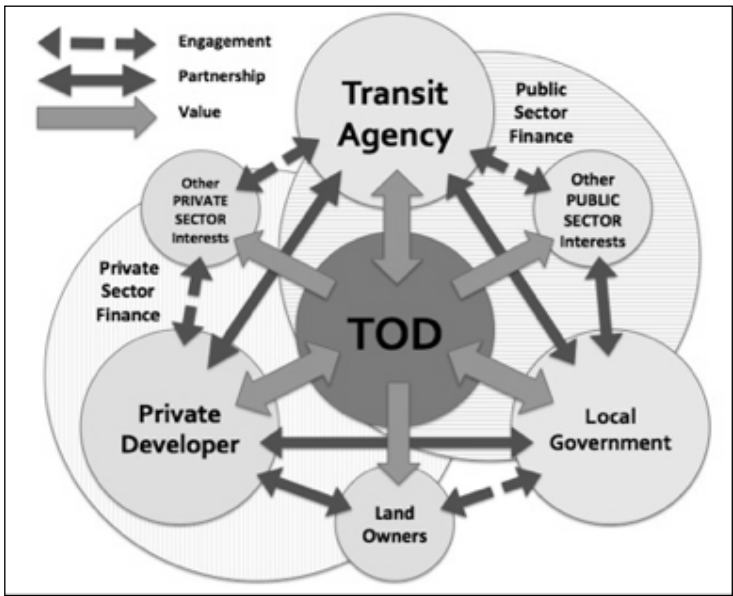 Engagement
Partnership
Value
Transit
Agency
Public
Sector
Finance
Other
PRIVATE
SECTOR
Interests
Other
PUBLIC
SECTOR
Interests
Private
Sector
Finance
TOD
Private
Developer
Local
Government
Land
Owners